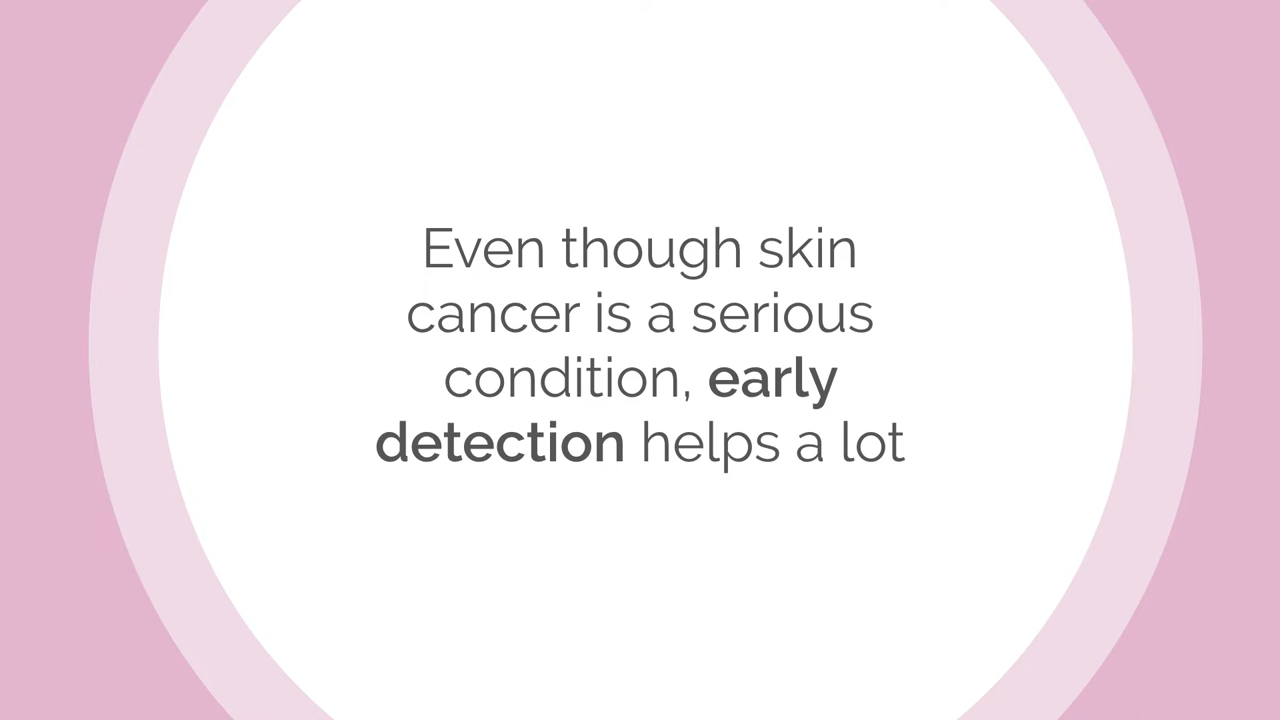 Even though skin
cancer is a serious
condition, early
detection helps a lot